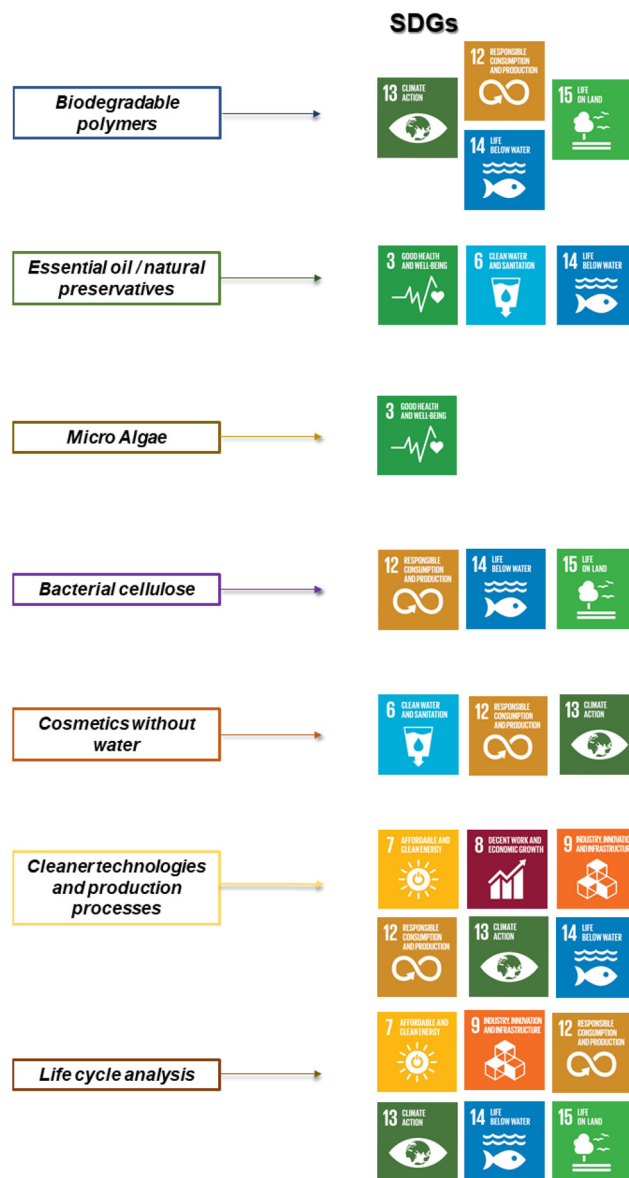 SDGs
Biodegradable
polymers
13 CLIMATE
ACTION
12 RESPONSIBLE
CONSUMPTION
AND PRODUCTION
15 LIFE
ON LAND
14 LIFE
BELOW WATER
Essential oil / natural
preservatives
3 GOOD HEALTH
AND WELL-BEING
6 CLEAN WATER
AND SANITATION
14 LIFE
BELOW WATER
Micro Algae
3 GOOD HEALTH
AND WELL-BEING
Bacterial cellulose
12 RESPONSIBLE
CONSUMPTION
AND PRODUCTION
14 LIFE
BELOW WATER
15 LIFE
ON LAND
Cosmetics without
water
6 CLEAN WATER
AND SANITATION
12 RESPONSIBLE
CONSUMPTION
AND PRODUCTION
13 CLIMATE
ACTION
Cleaner technologies
and production
processes
7 AFFORDABLE AND
CLEAN ENERGY
8 DECENT WORK AND
ECONOMIC GROWTH
9 INDUSTRY, INNOVATION
AND INFRASTRUCTURE
12 RESPONSIBLE
CONSUMPTION
AND PRODUCTION
13 CLIMATE
ACTION
14 LIFE
BELOW WATER
Life cycle analysis
7 AFFORDABLE AND
CLEAN ENERGY
9 INDUSTRY, INNOVATION
AND INFRASTRUCTURE
12 RESPONSIBLE
CONSUMPTION
AND PRODUCTION
13 CLIMATE
ACTION
14 LIFE
BELOW WATER
15 LIFE
ON LAND